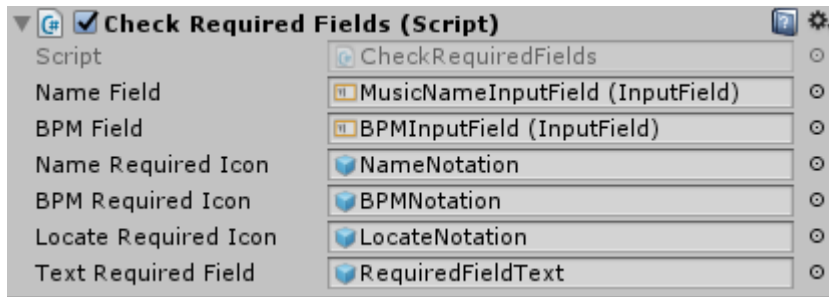 Check Required Fields (Script)
Script CheckRequiredFields
Name Field MusicNameInputField (InputField)
BPM Field BPMInputField (InputField)
Name Required Icon NameNotation
BPM Required Icon BPMNotation
Locate Required Icon LocateNotation
Text Required Field RequiredFieldText